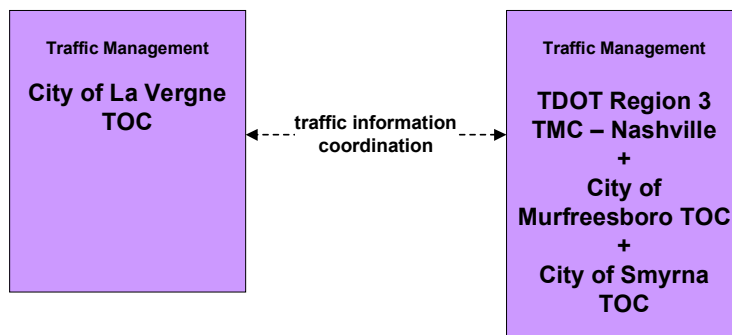 Traffic Management
City of La Vergne
TOC
traffic information
coordination
Traffic Management
TDOT Region 3
TMC – Nashville
+
City of
Murfreesboro TOC
+
City of Smyrna
TOC